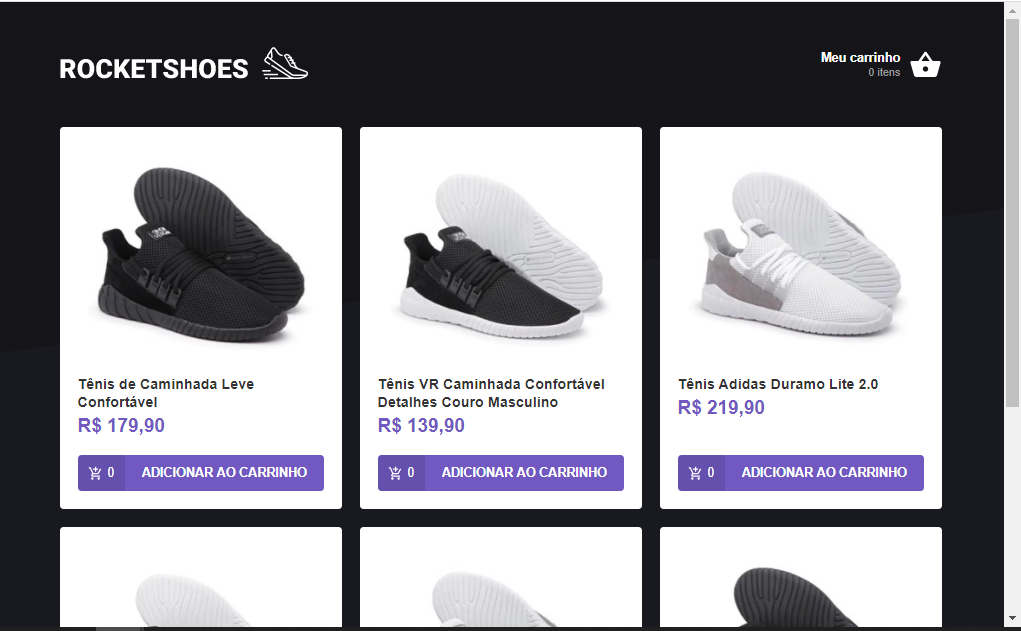 ROCKETSHOES
Meu carrinho
0 itens
Tênis de Caminhada Leve
Confortável
R$ 179,90
0 ADICIONAR AO CARRINHO
Tênis VR Caminhada Confortável
Detalhes Couro Masculino
R$ 139,90
0 ADICIONAR AO CARRINHO
Tênis Adidas Duramo Lite 2.0
R$ 219,90
0 ADICIONAR AO CARRINHO